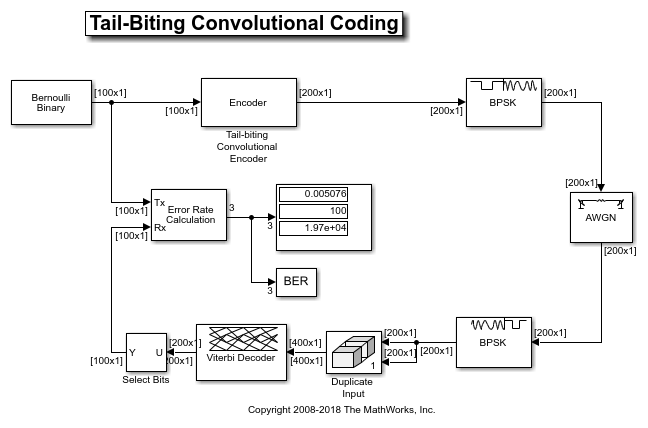 Tail-Biting Convolutional Coding
Bernoulli
Binary
[100x1]
[100x1]
Encoder
Tail-biting
Convolutional
Encoder
[200x1]
[200x1]
BPSK
[200x1]
[200x1]
AWGN
[200x1]
Tx
[100x1]
Rx
[100x1]
Error Rate
Calculation
3
3
0.005076
100
1.97e+04
3
BER
[200x1]
BPSK
[200x1]
[200x1]
[200x1]
1
Duplicate
Input
[400x1]
[400x1]
Viterbi Decoder
[200x1]
200x1]
Y
U
Select Bits
[100x1]
Copyright 2008-2018 The MathWorks, Inc.